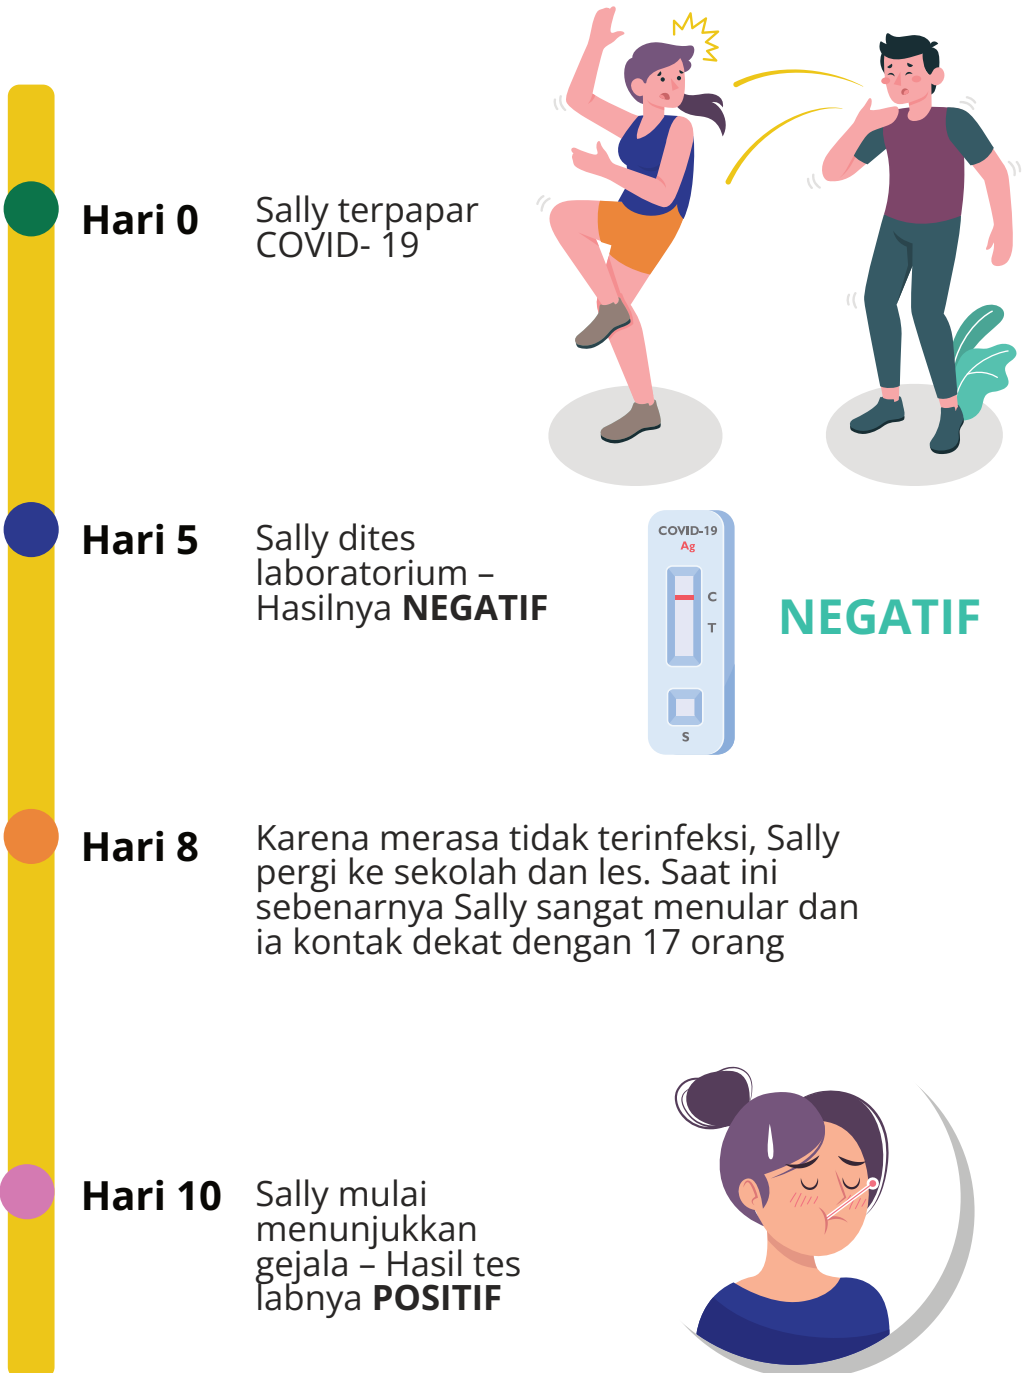 Hari 0
Sally terpapar
COVID- 19
Hari 5
Sally dites
laboratorium –
Hasilnya NEGATIF
COVID-19
Ag
C
T
S
NEGATIF
Hari 8
Karena merasa tidak terinfeksi, Sally
pergi ke sekolah dan les. Saat ini
sebenarnya Sally sangat menular dan
ia kontak dekat dengan 17 orang
Hari 10
Sally mulai
menunjukkan
gejala – Hasil tes
labnya POSITIF